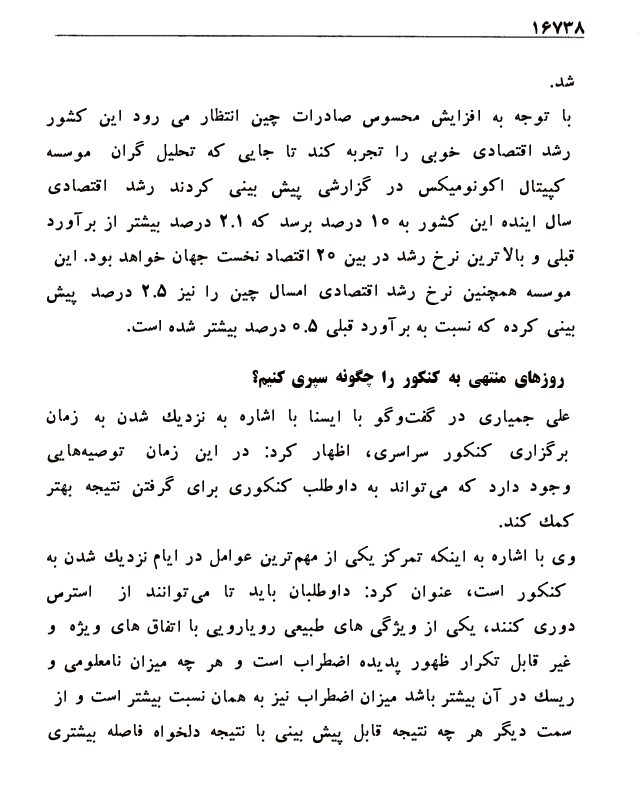 ۱۶۷۳۸
شد.
با توجه به افزایش محسوس صادرات چین انتظار می رود این کشور
رشد اقتصادی خوبی را تجربه کند تا جایی که تحلیل گران موسسه
کپیتال اکونومیکس در گزارشی پیش بینی کردند رشد اقتصادی
سال اینده این کشور به ۱۰ درصد برسد که ۲.۱ درصد بیشتر از برآورد
قبلی و بالاترین نرخ رشد در بین ۲۰ اقتصاد نخست جهان خواهد بود. این
موسسه همچنین نرخ رشد اقتصادی امسال چین را نیز ۲.۵ درصد پیش
بینی کرده که نسبت به برآورد قبلی ۰.۵ درصد بیشتر شده است.
روزهای منتهی به کنکور را چگونه سپری کنیم؟
علی جمیاری در گفت‌وگو با ایسنا با اشاره به نزدیك شدن به زمان
برگزاری کنکور سراسری، اظهار کرد: در این زمان توصیه‌هایی
وجود دارد که می‌تواند به داوطلب کنکوری برای گرفتن نتیجه بهتر
کمك کند.
وی با اشاره به اینکه تمرکز یکی از مهم‌ترین عوامل در ایام نزدیك شدن به
کنکور است، عنوان کرد: داوطلبان باید تا می‌توانند از استرس
دوری کنند، یکی از ویژگی های طبیعی رویارویی با اتفاق های ویژه و
غیر قابل تکرار ظهور پدیده اضطراب است و هر چه میزان نامعلومی و
ریسك در آن بیشتر باشد میزان اضطراب نیز به همان نسبت بیشتر است و از
سمت دیگر هر چه نتیجه قابل پیش بینی با نتیجه دلخواه فاصله بیشتری